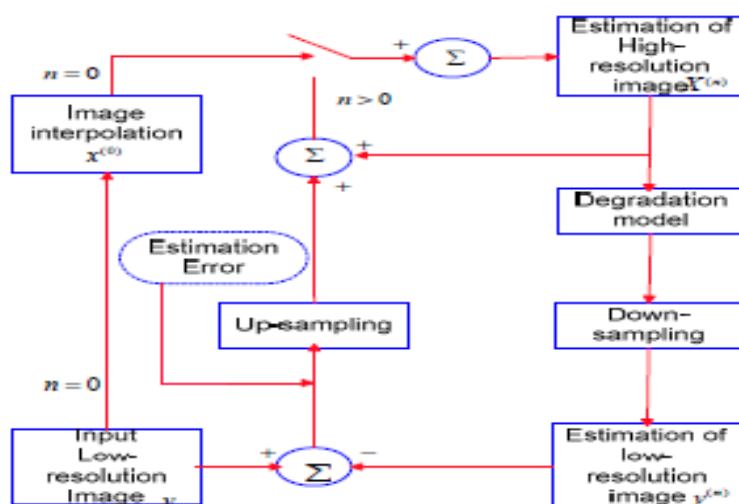 n = 0
+
Σ
Estimation of
High-
resolution
image X⁽ⁿ⁾
Image
interpolation
x⁽⁰⁾
n > 0
Σ
+
+
Degradation
model
Estimation
Error
Up-sampling
Down-
sampling
n = 0
Input
Low-
resolution
Image y
+
Σ
−
Estimation of
low-
resolution
image y⁽ⁿ⁾